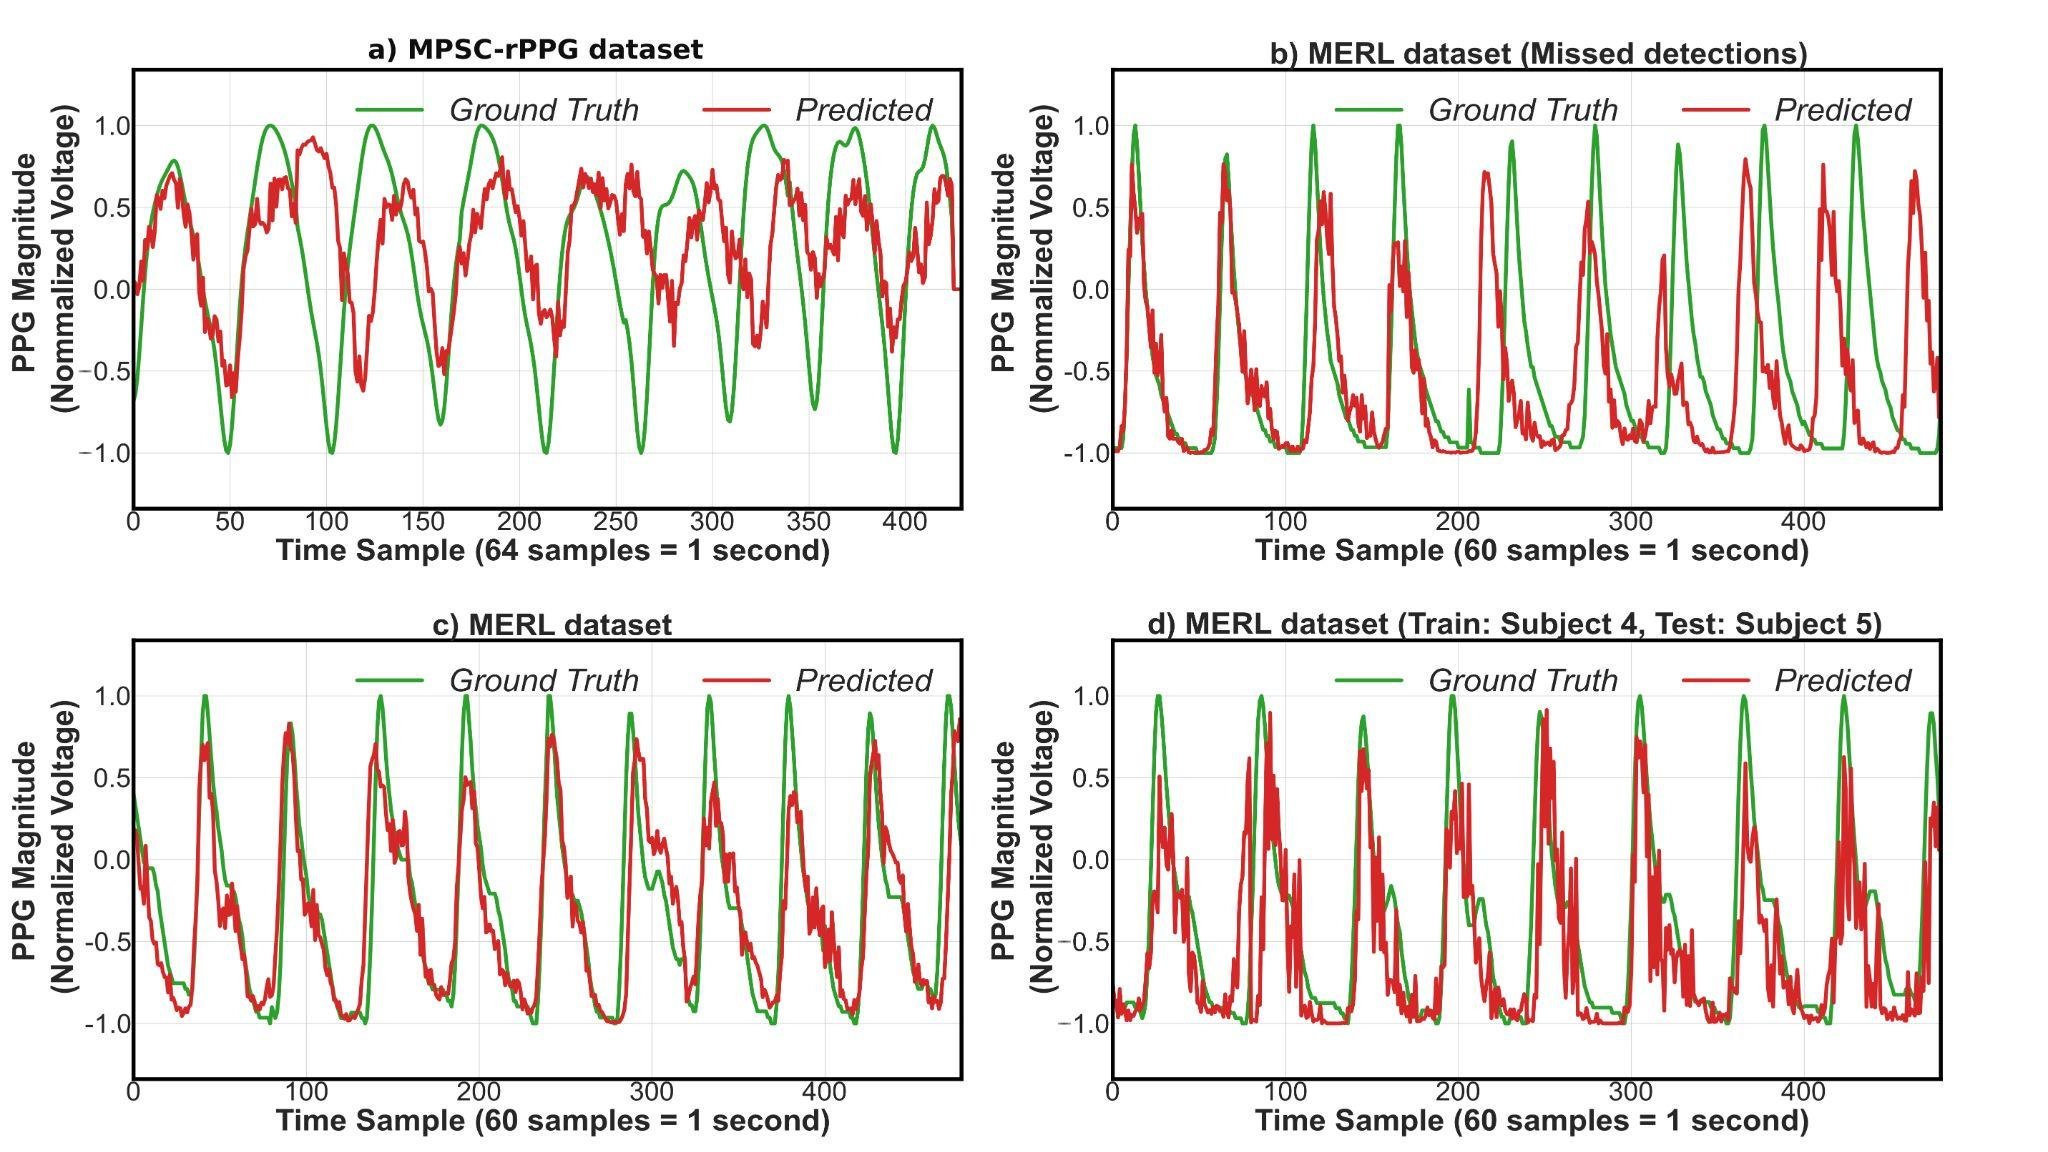 a) MPSC-rPPG dataset
Ground Truth Predicted
PPG Magnitude
(Nommalized Voltage)
1.0
0.5
0.0
−0.5
−1.0
0 50 100 150 200 250 300 350 400
Time Sample (64 samples = 1 second)
b) MERL dataset (Missed detections)
Ground Truth Predicted
PPG Magnitude
(Nommalized Voltage)
1.0
0.5
0.0
-0.5
-1.0
0 100 200 300 400
Time Sample (60 samples = 1 second)
c) MERL dataset
Ground Truth Predicted
PPG Magnitude
(Normalized Voltage)
1.0
0.5
0.0
-0.5
-1.0
0 100 200 300 400
Time Sample (60 samples = 1 second)
d) MERL dataset (Train: Subject 4, Test: Subject 5)
Ground Truth Predicted
PPG Magnitude
(Normalized Voltage)
1.0
0.5
0.0
−0.5
−1.0
0 100 200 300 400
Time Sample (60 samples = 1 second)